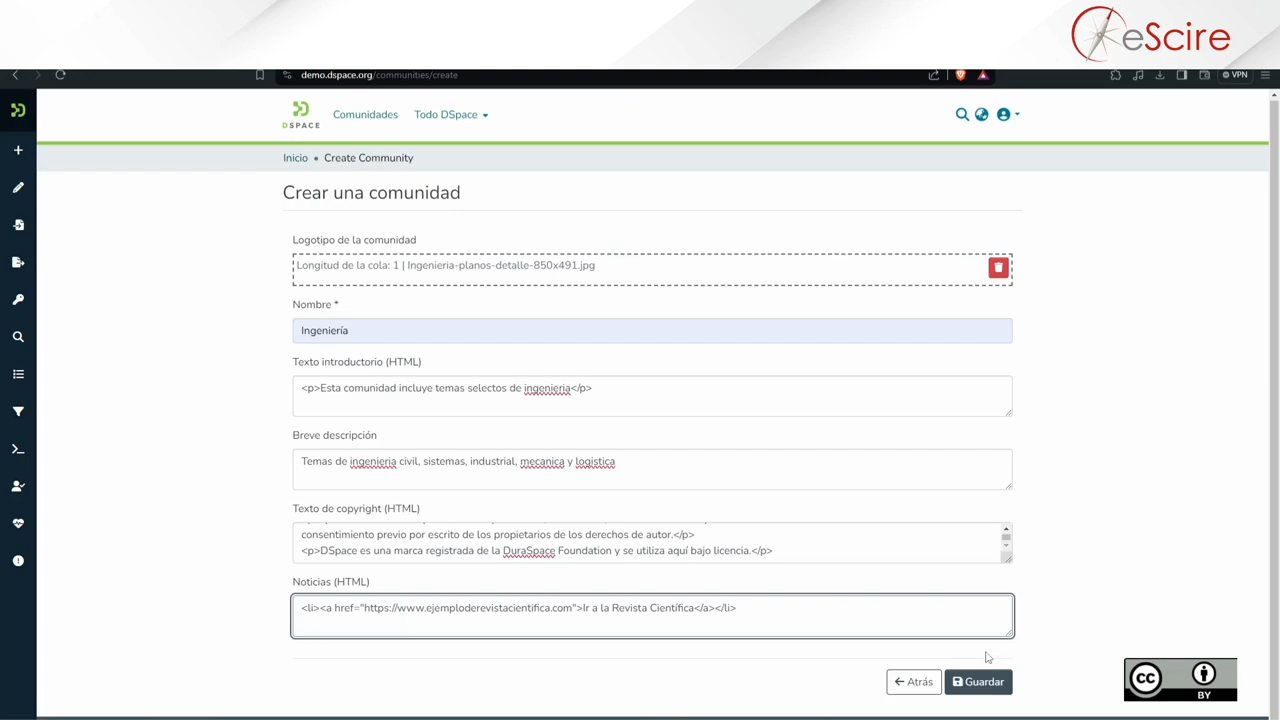 eScire
demo.dspace.org/communities/create
VPN
DSPACE
Comunidades
Todo DSpace
Inicio • Create Community
Crear una comunidad
Logotipo de la comunidad
Longitud de la cola: 1 | Ingenieria-planos-detalle-850x491.jpg
Nombre *
Ingeniería
Texto introductorio (HTML)
<p>Esta comunidad incluye temas selectos de ingenieria</p>
Breve descripción
Temas de ingenieria civil, sistemas, industrial, mecanica y logistica
Texto de copyright (HTML)
consentimiento previo por escrito de los propietarios de los derechos de autor.</p>
<p>DSpace es una marca registrada de la DuraSpace Foundation y se utiliza aquí bajo licencia.</p>
Noticias (HTML)
<li><a href="https://www.ejemploderevistacientifica.com">Ir a la Revista Científica</a></li>
Atrás
Guardar
CC
BY